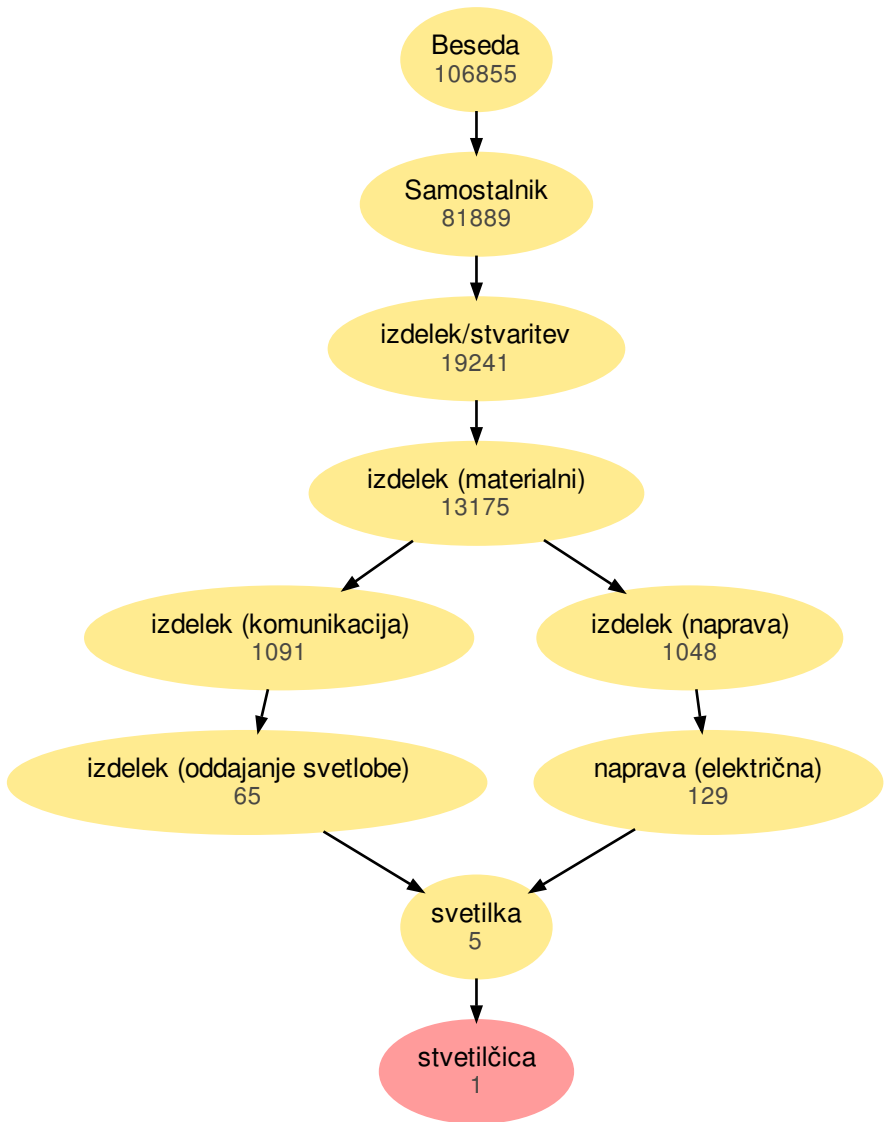 Beseda
106855
Samostalnik
81889
izdelek/stvaritev
19241
izdelek (materialni)
13175
izdelek (komunikacija)
1091
izdelek (naprava)
1048
izdelek (oddajanje svetlobe)
65
naprava (električna)
129
svetilka
5
stvetilčica
1